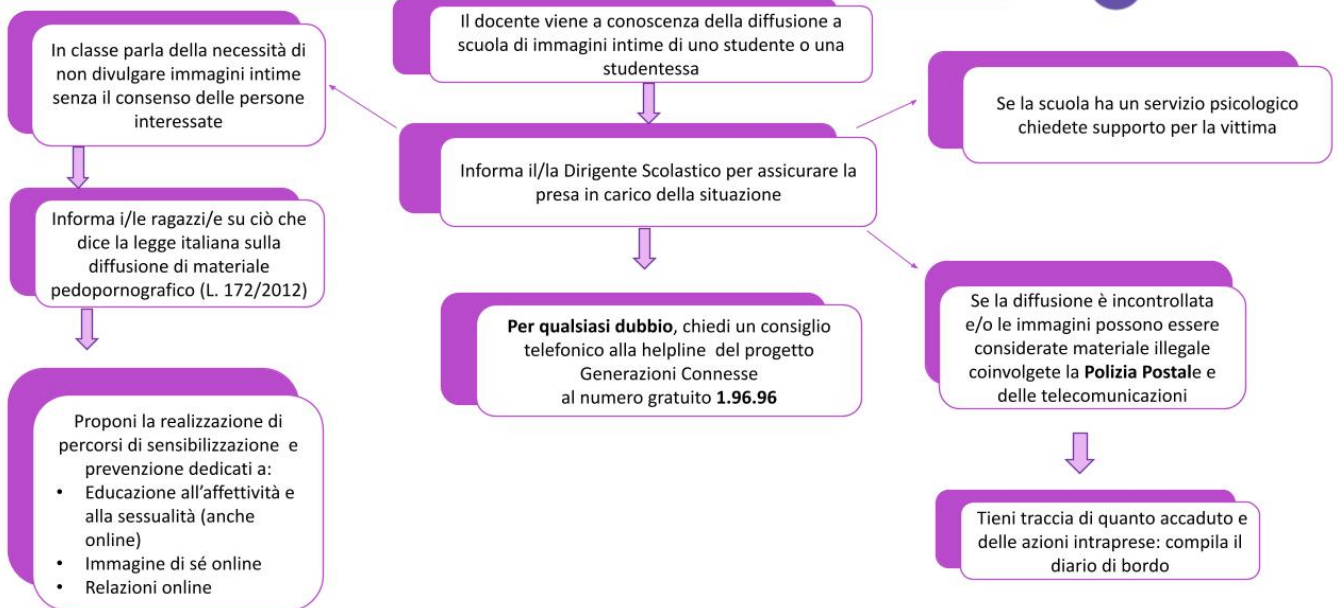 Il docente viene a conoscenza della diffusione a
scuola di immagini intime di uno studente o una
studentessa
In classe parla della necessità di
non divulgare immagini intime
senza il consenso delle persone
interessate
Se la scuola ha un servizio psicologico
chiedete supporto per la vittima
Informa il/la Dirigente Scolastico per assicurare la
presa in carico della situazione
Informa i/le ragazzi/e su ciò che
dice la legge italiana sulla
diffusione di materiale
pedopornografico (L. 172/2012)
Per qualsiasi dubbio, chiedi un consiglio
telefonico alla helpline del progetto
Generazioni Connesse
al numero gratuito 1.96.96
Se la diffusione è incontrollata
e/o le immagini possono essere
considerate materiale illegale
coinvolgete la Polizia Postale e
delle telecomunicazioni
Proponi la realizzazione di
percorsi di sensibilizzazione e
prevenzione dedicati a:
• Educazione all'affettività e
alla sessualità (anche
online)
• Immagine di sé online
• Relazioni online
Tieni traccia di quanto accaduto e
delle azioni intraprese: compila il
diario di bordo